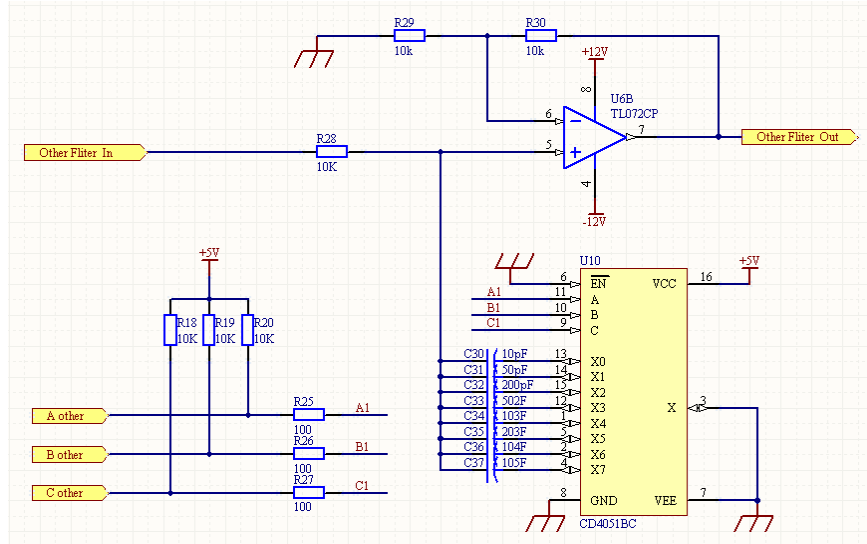 R29
10k
R30
10k
+12V
8
U6B
TL072CP
6
7
5
4
-12V
Other Fliter Out
Other Fliter In
R28
10K
+5V
R18
10K
R19
10K
R20
10K
A other
B other
C other
R25
100
R26
100
R27
100
A1
B1
C1
U10
6 EN
A1 11 A
B1 10 B
C1 9 C
VCC 16
+5V
C30 10pF 13 X0
C31 50pF 14 X1
C32 200pF 15 X2
C33 502F 12 X3
C34 103F 1 X4
C35 203F 5 X5
C36 104F 2 X6
C37 105F 4 X7
X 3
8 GND
VEE 7
CD4051BC